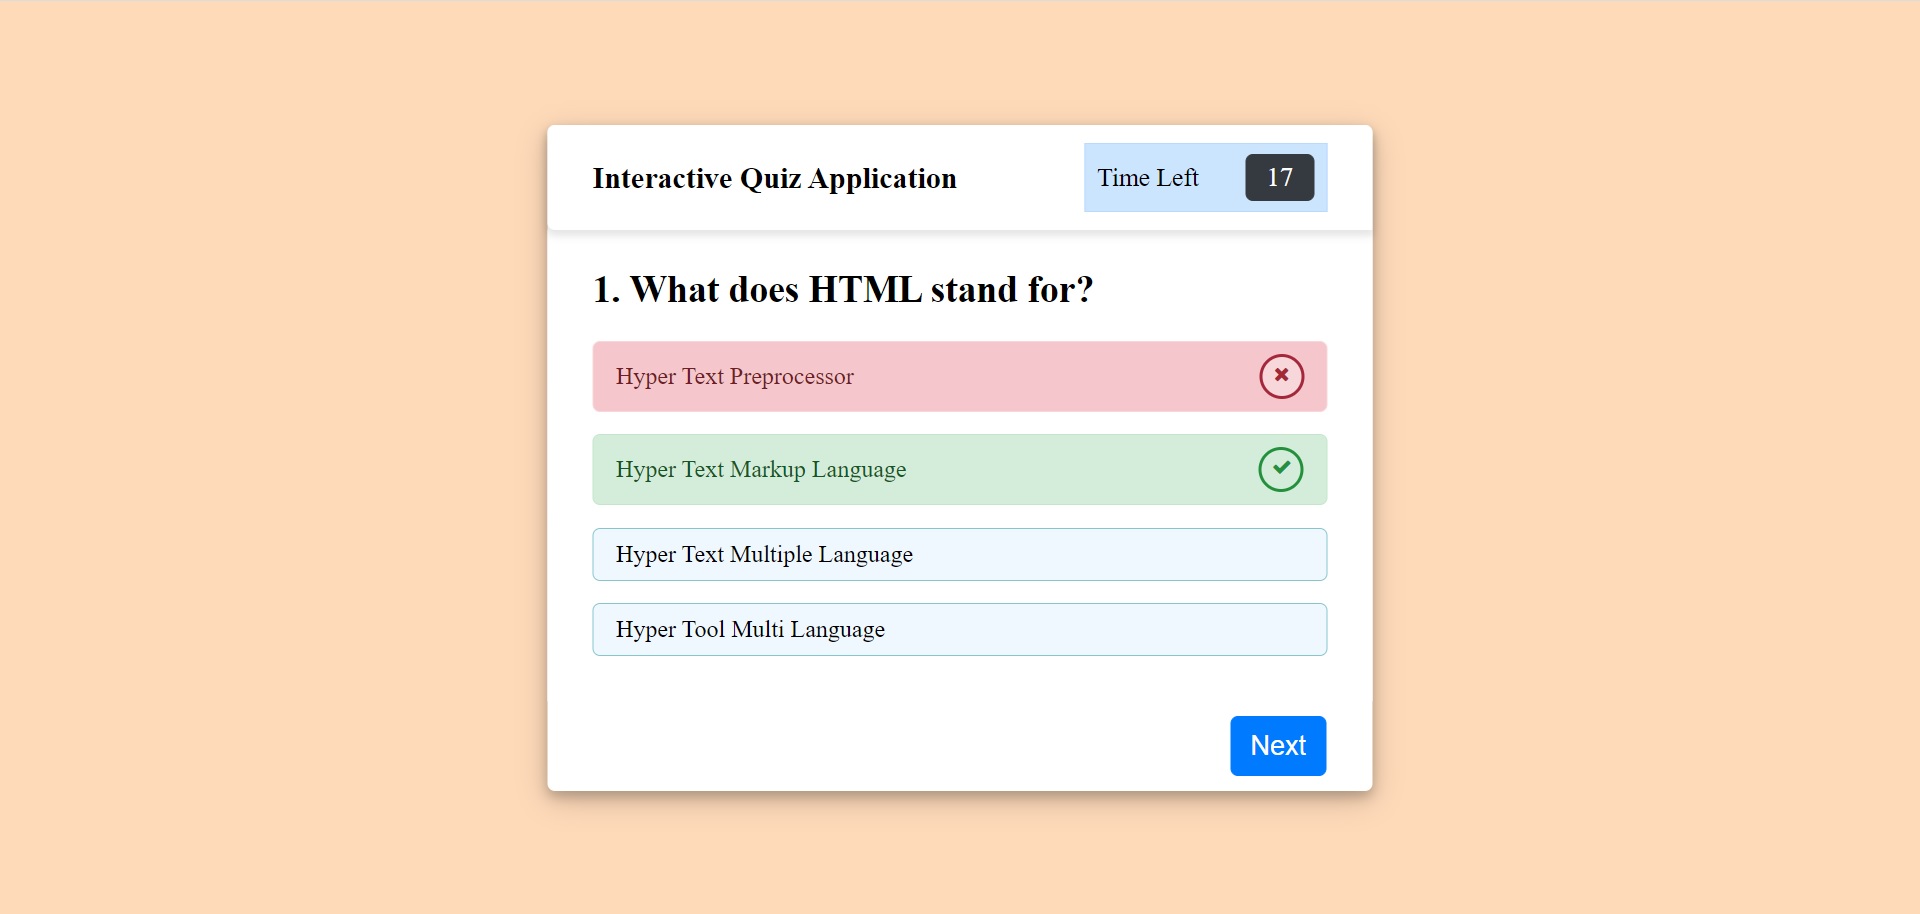 Interactive Quiz Application
Time Left 17
1. What does HTML stand for?
Hyper Text Preprocessor
Hyper Text Markup Language
Hyper Text Multiple Language
Hyper Tool Multi Language
Next